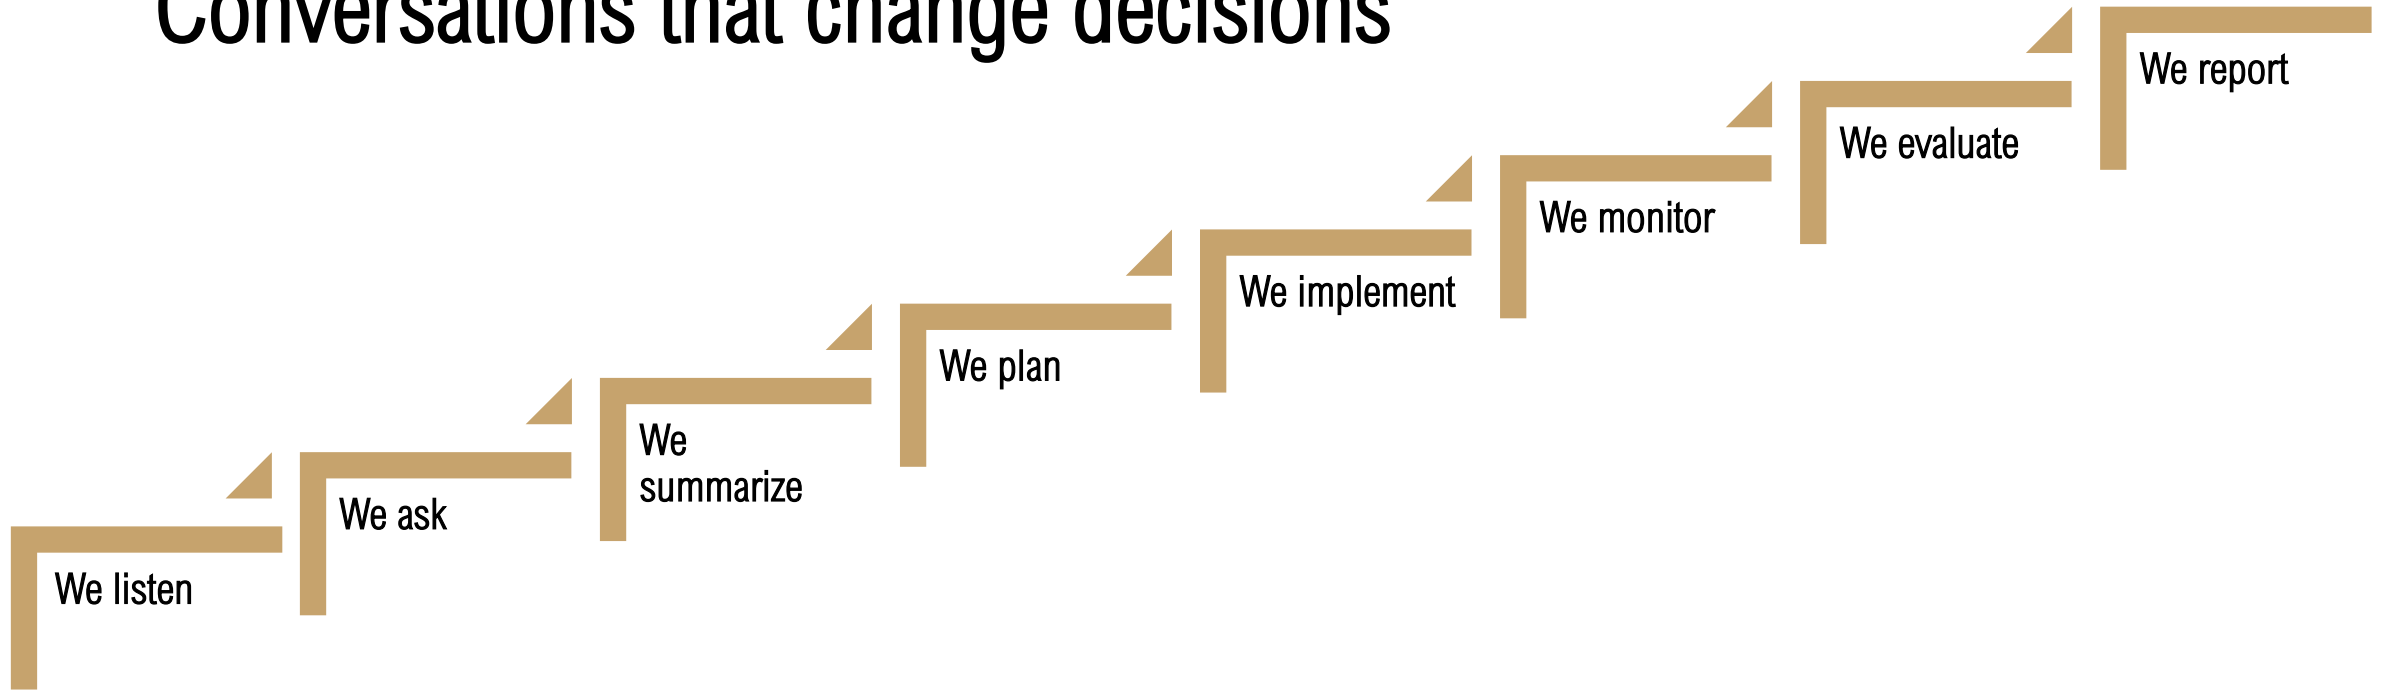 Conversations that change decisions
We report
We evaluate
We monitor
We implement
We plan
We
summarize
We ask
We listen